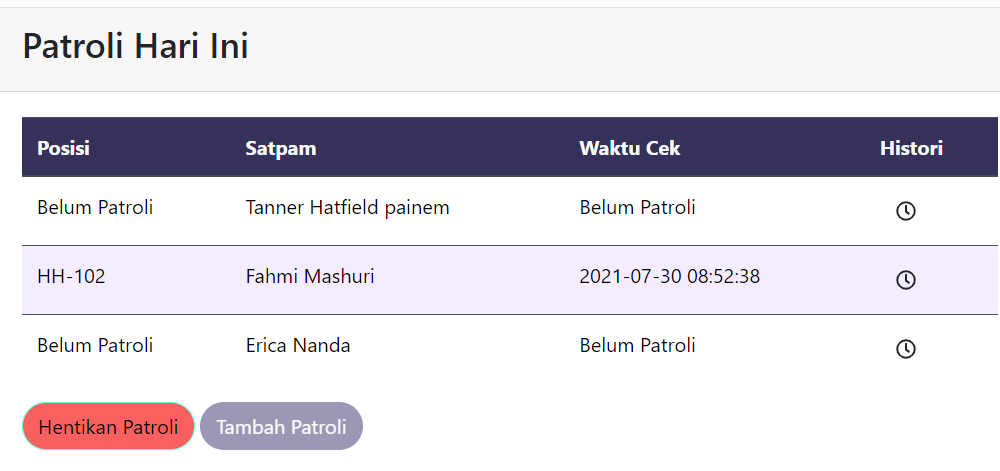 Patroli Hari Ini
Posisi Satpam Waktu Cek Histori
Belum Patroli Tanner Hatfield painem Belum Patroli
HH-102 Fahmi Mashuri 2021-07-30 08:52:38
Belum Patroli Erica Nanda Belum Patroli
Hentikan Patroli Tambah Patroli